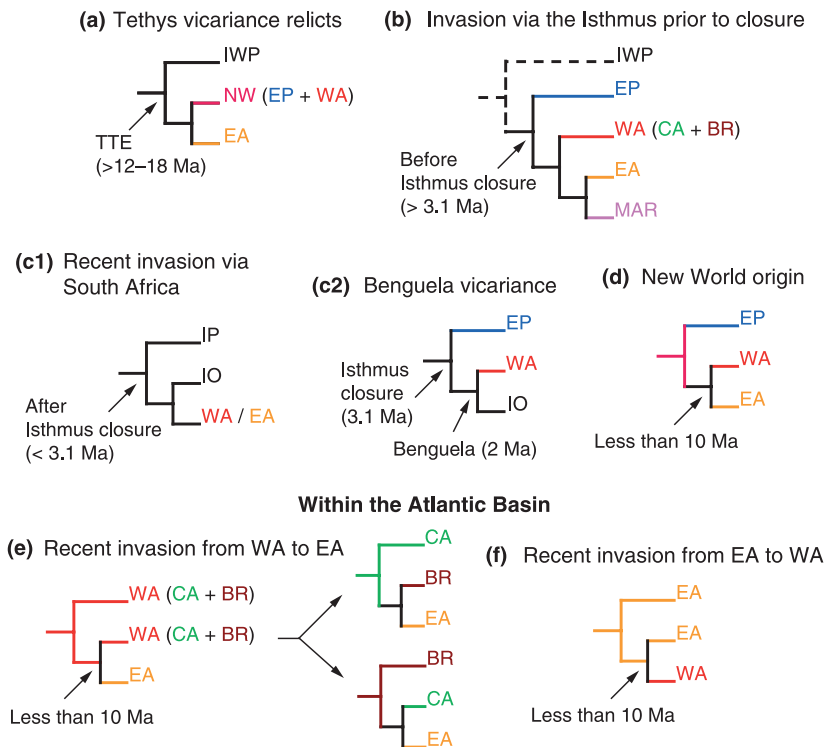 (a) Tethys vicariance relicts
IWP
NW (EP + WA)
EA
TTE
(>12–18 Ma)
(b) Invasion via the Isthmus prior to closure
IWP
EP
WA (CA + BR)
EA
MAR
Before
Isthmus closure
(> 3.1 Ma)
(c1) Recent invasion via
South Africa
IP
IO
WA / EA
After
Isthmus closure
(< 3.1 Ma)
(c2) Benguela vicariance
EP
WA
IO
Isthmus
closure
(3.1 Ma)
Benguela (2 Ma)
(d) New World origin
EP
WA
EA
Less than 10 Ma
Within the Atlantic Basin
(e) Recent invasion from WA to EA
WA (CA + BR)
WA (CA + BR)
EA
Less than 10 Ma
CA
BR
EA
BR
CA
EA
(f) Recent invasion from EA to WA
EA
EA
WA
Less than 10 Ma